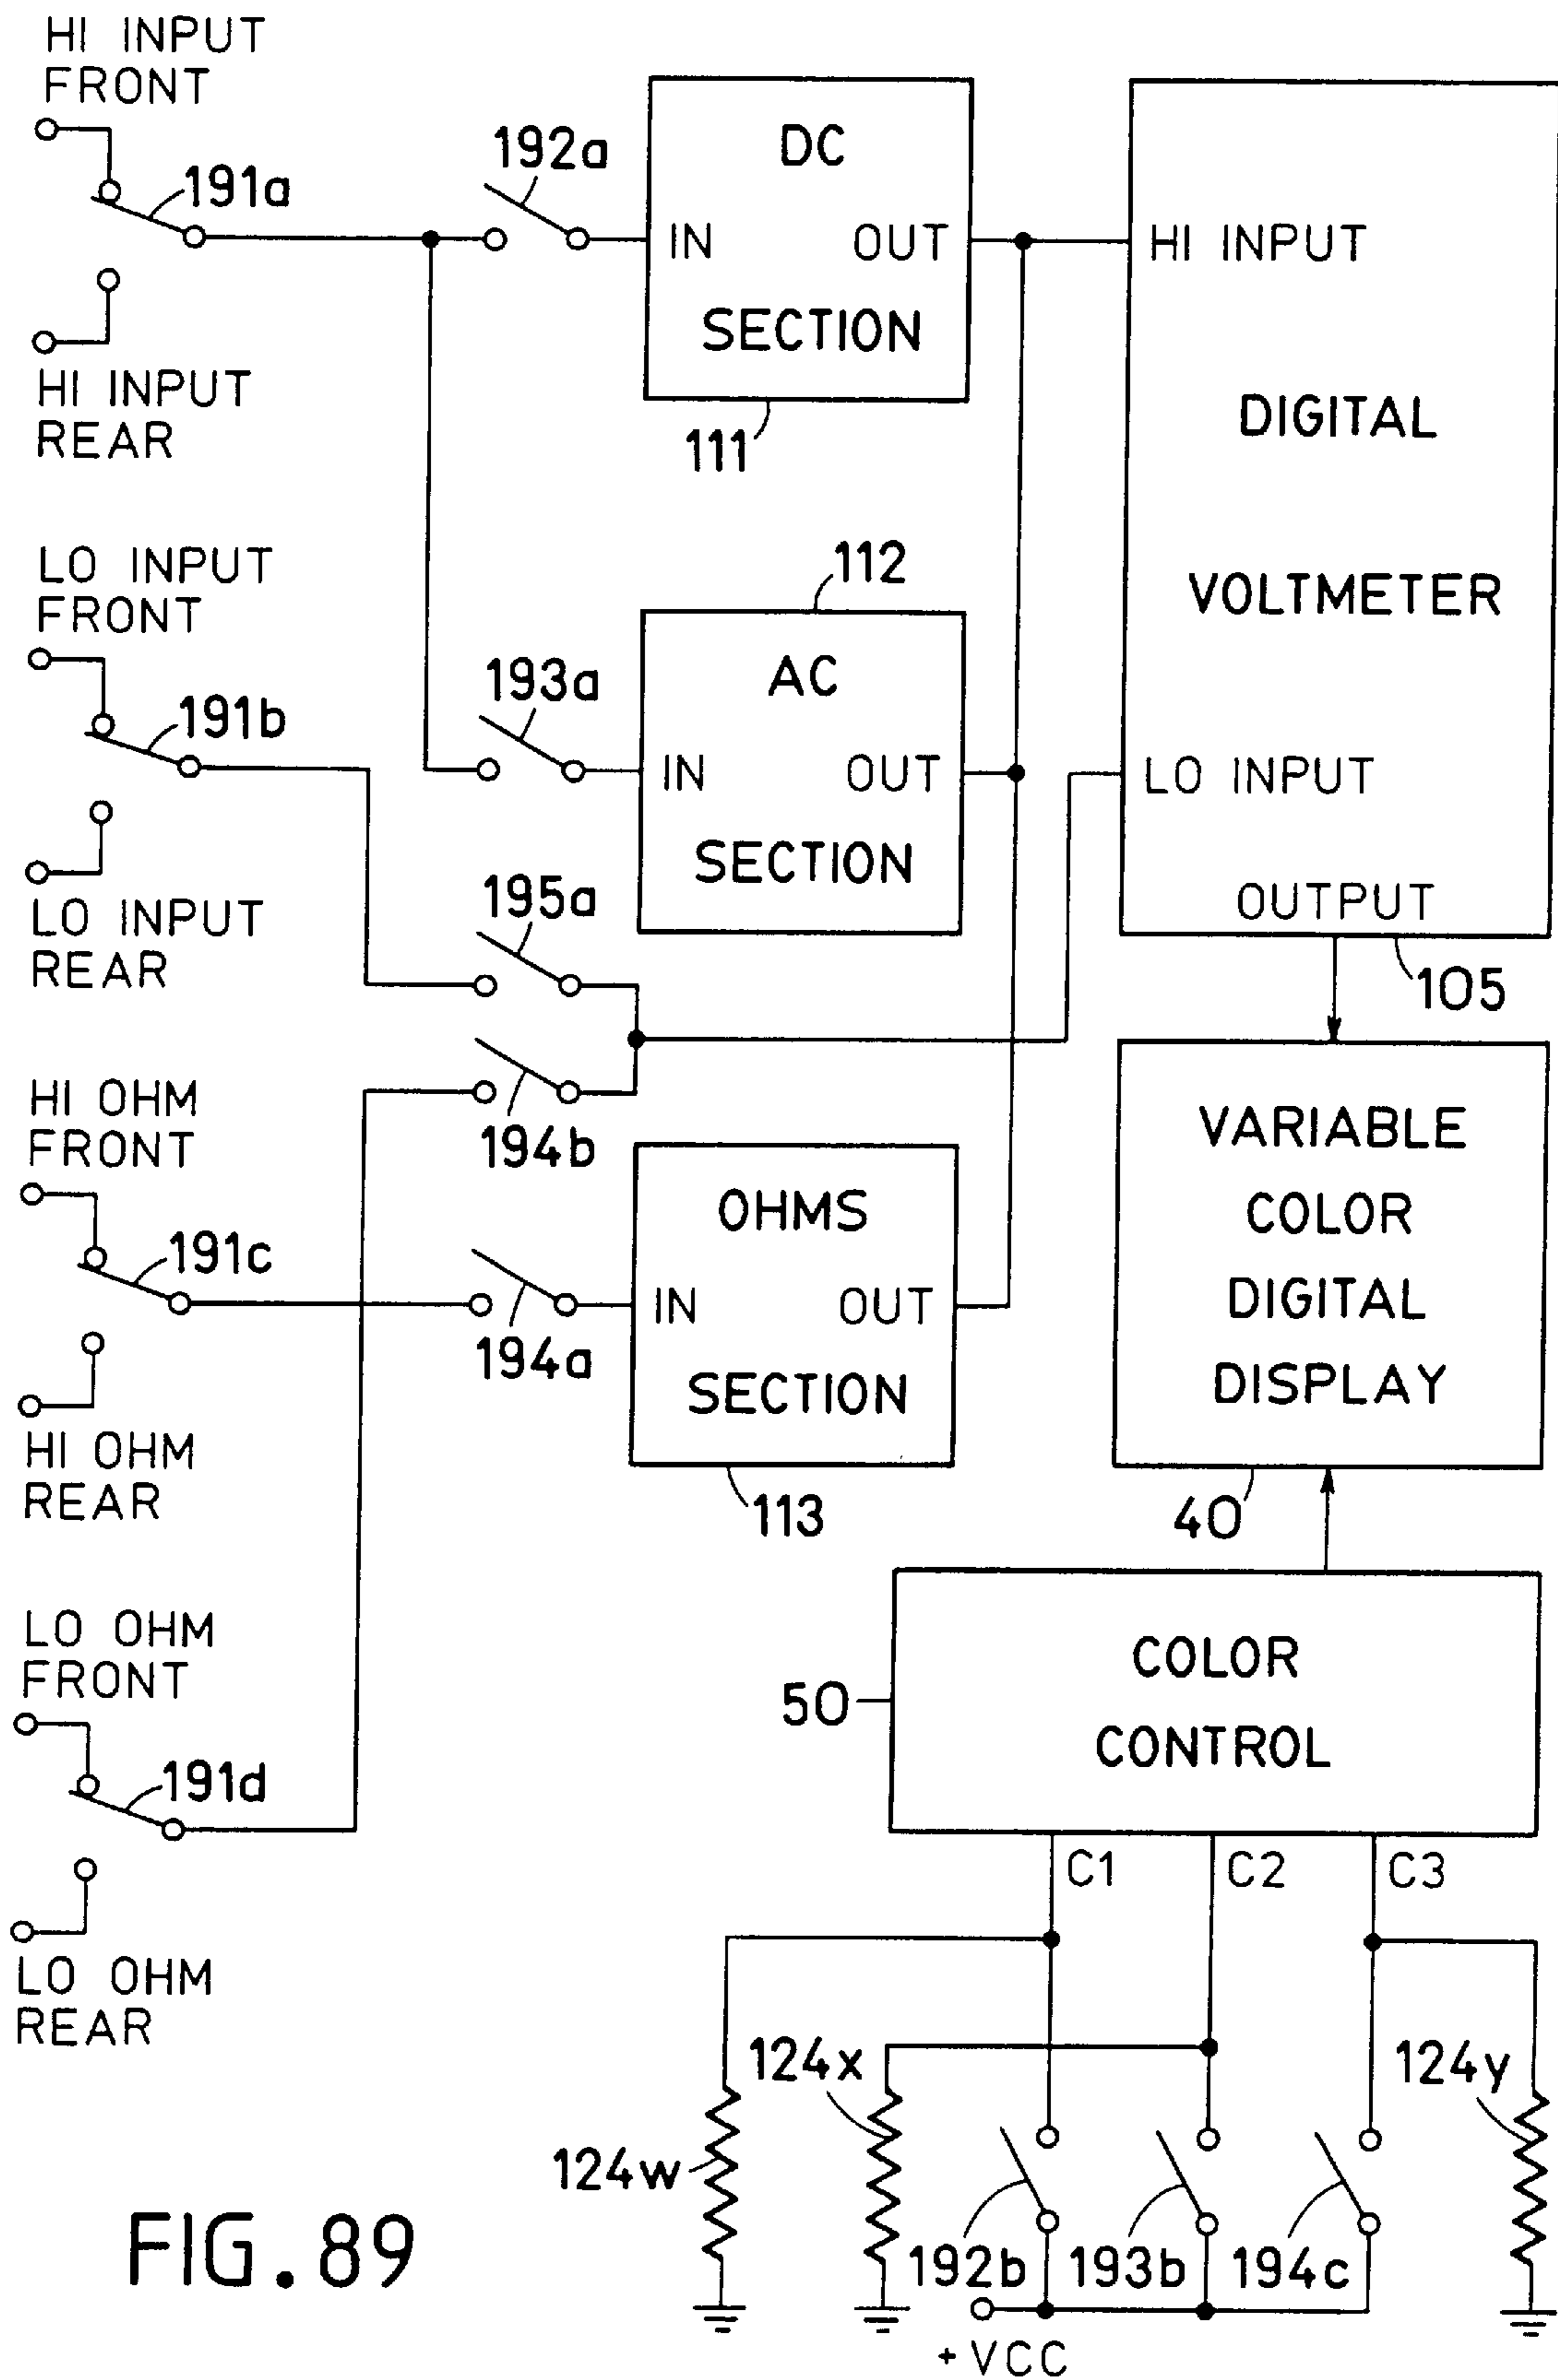 HI INPUT
FRONT
191a
HI INPUT
REAR
192a
DC
IN OUT
SECTION
111
HI INPUT
DIGITAL
VOLTMETER
LO INPUT
OUTPUT
105
LO INPUT
FRONT
191b
LO INPUT
REAR
112
193a
AC
IN OUT
SECTION
195a
194b
HI OHM
FRONT
191c
HI OHM
REAR
194a
OHMS
IN OUT
SECTION
113
VARIABLE
COLOR
DIGITAL
DISPLAY
40
LO OHM
FRONT
191d
LO OHM
REAR
50
COLOR
CONTROL
C1 C2 C3
124w
124x
124y
192b
193b
194c
+VCC
FIG. 89